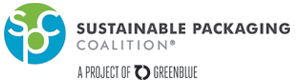 SPC
SUSTAINABLE PACKAGING
COALITION®
A PROJECT OF GREENBLUE